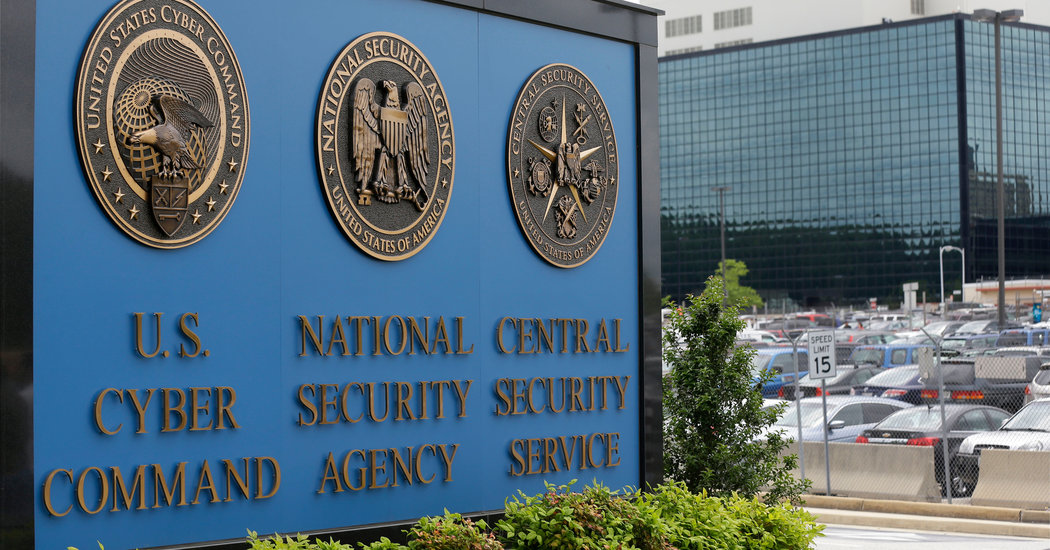 UNITED STATES CYBER COMMAND
NATIONAL SECURITY AGENCY
UNITED STATES OF AMERICA
CENTRAL SECURITY SERVICE
UNITED STATES OF AMERICA
U.S.
CYBER
COMMAND
NATIONAL
SECURITY
AGENCY
CENTRAL
SECURITY
SERVICE
SPEED
LIMIT
15